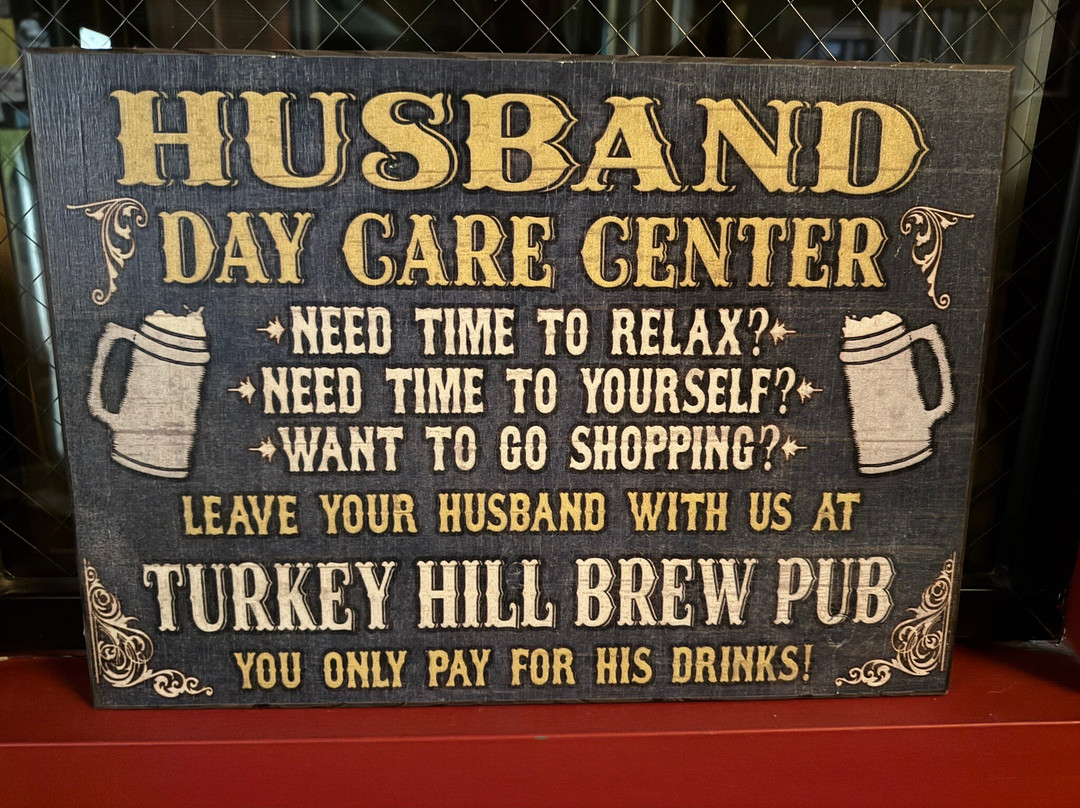 HUSBAND
DAY CARE CENTER
NEED TIME TO RELAX?
NEED TIME TO YOURSELF?
WANT TO GO SHOPPING?
LEAVE YOUR HUSBAND WITH US AT
TURKEY HILL BREW PUB
YOU ONLY PAY FOR HIS DRINKS!